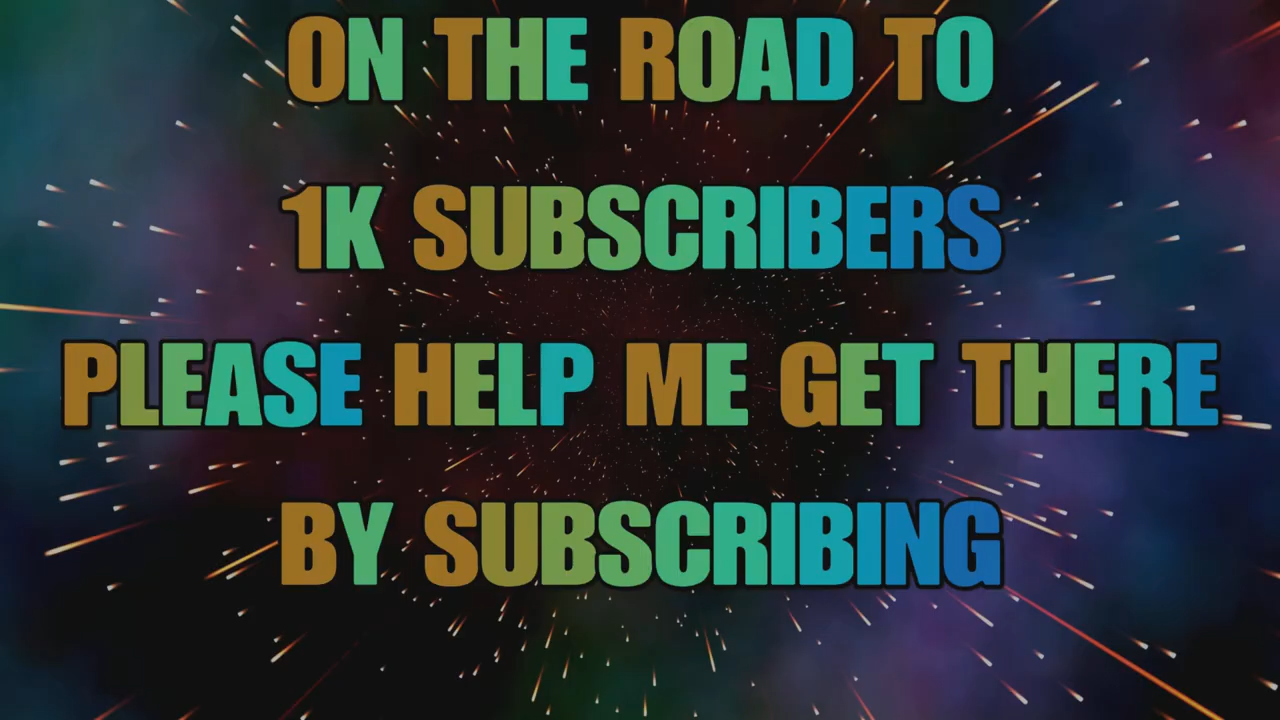 ON THE ROAD TO
1K SUBSCRIBERS
PLEASE HELP ME GET THERE
BY SUBSCRIBING